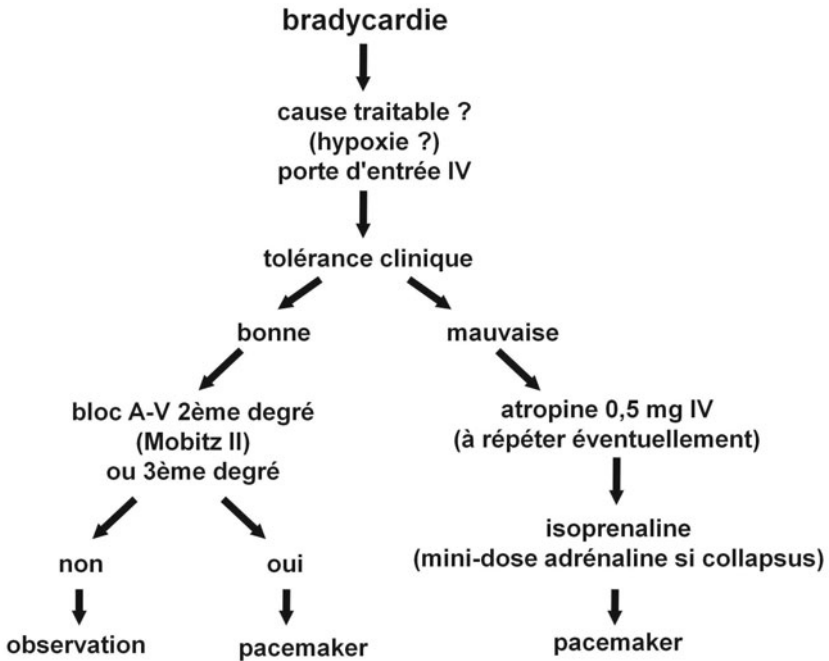 bradycardie
cause traitable ?
(hypoxie ?)
porte d'entrée IV
tolérance clinique
bonne
mauvaise
bloc A-V 2ème degré
(Mobitz II)
ou 3ème degré
atropine 0,5 mg IV
(à répéter éventuellement)
non
oui
isoprenaline
(mini-dose adrénaline si collapsus)
observation
pacemaker
pacemaker